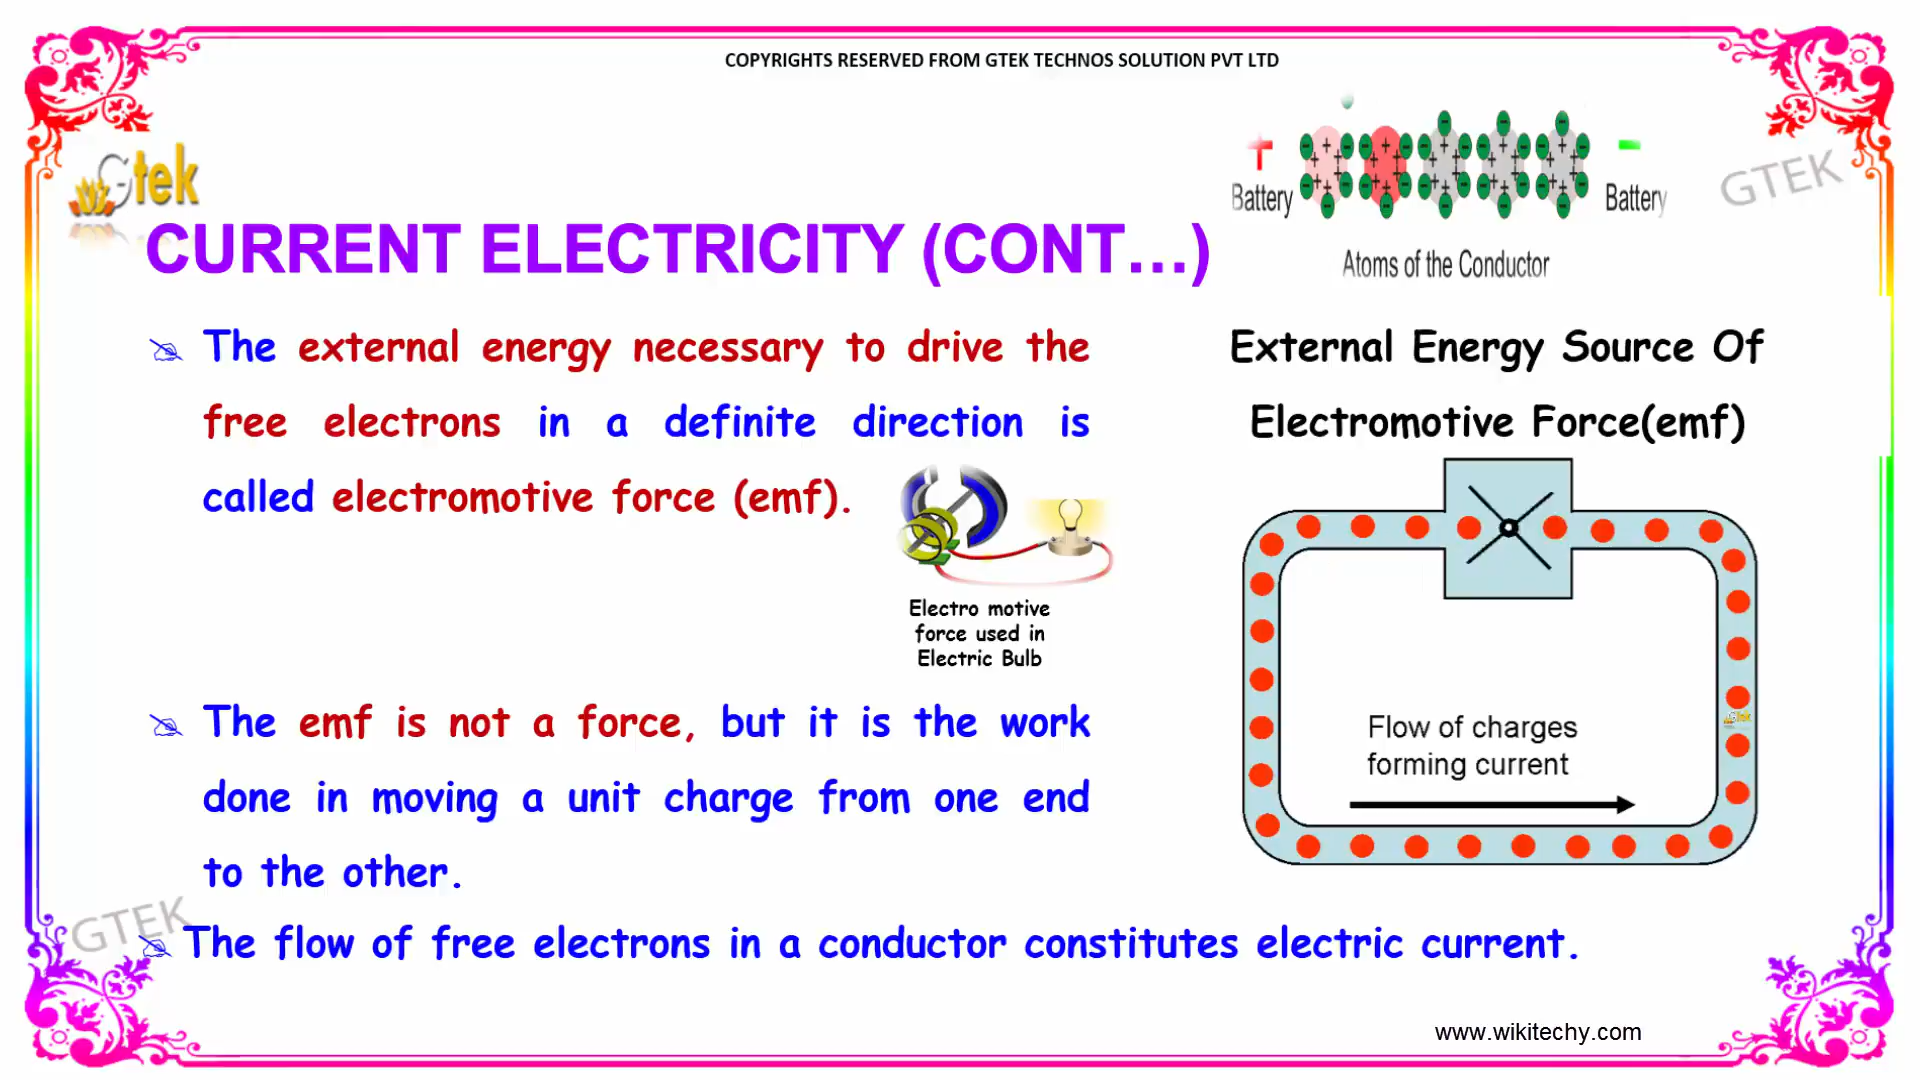 COPYRIGHTS RESERVED FROM GTEK TECHNOS SOLUTION PVT LTD
Gtek
GTEK
Battery
Battery
Atoms of the Conductor
CURRENT ELECTRICITY (CONT...)
The external energy necessary to drive the
free electrons in a definite direction is
called electromotive force (emf).
External Energy Source Of
Electromotive Force(emf)
Electro motive
force used in
Electric Bulb
The emf is not a force, but it is the work
done in moving a unit charge from one end
to the other.
Flow of charges
forming current
GTEK
The flow of free electrons in a conductor constitutes electric current.
www.wikitechy.com